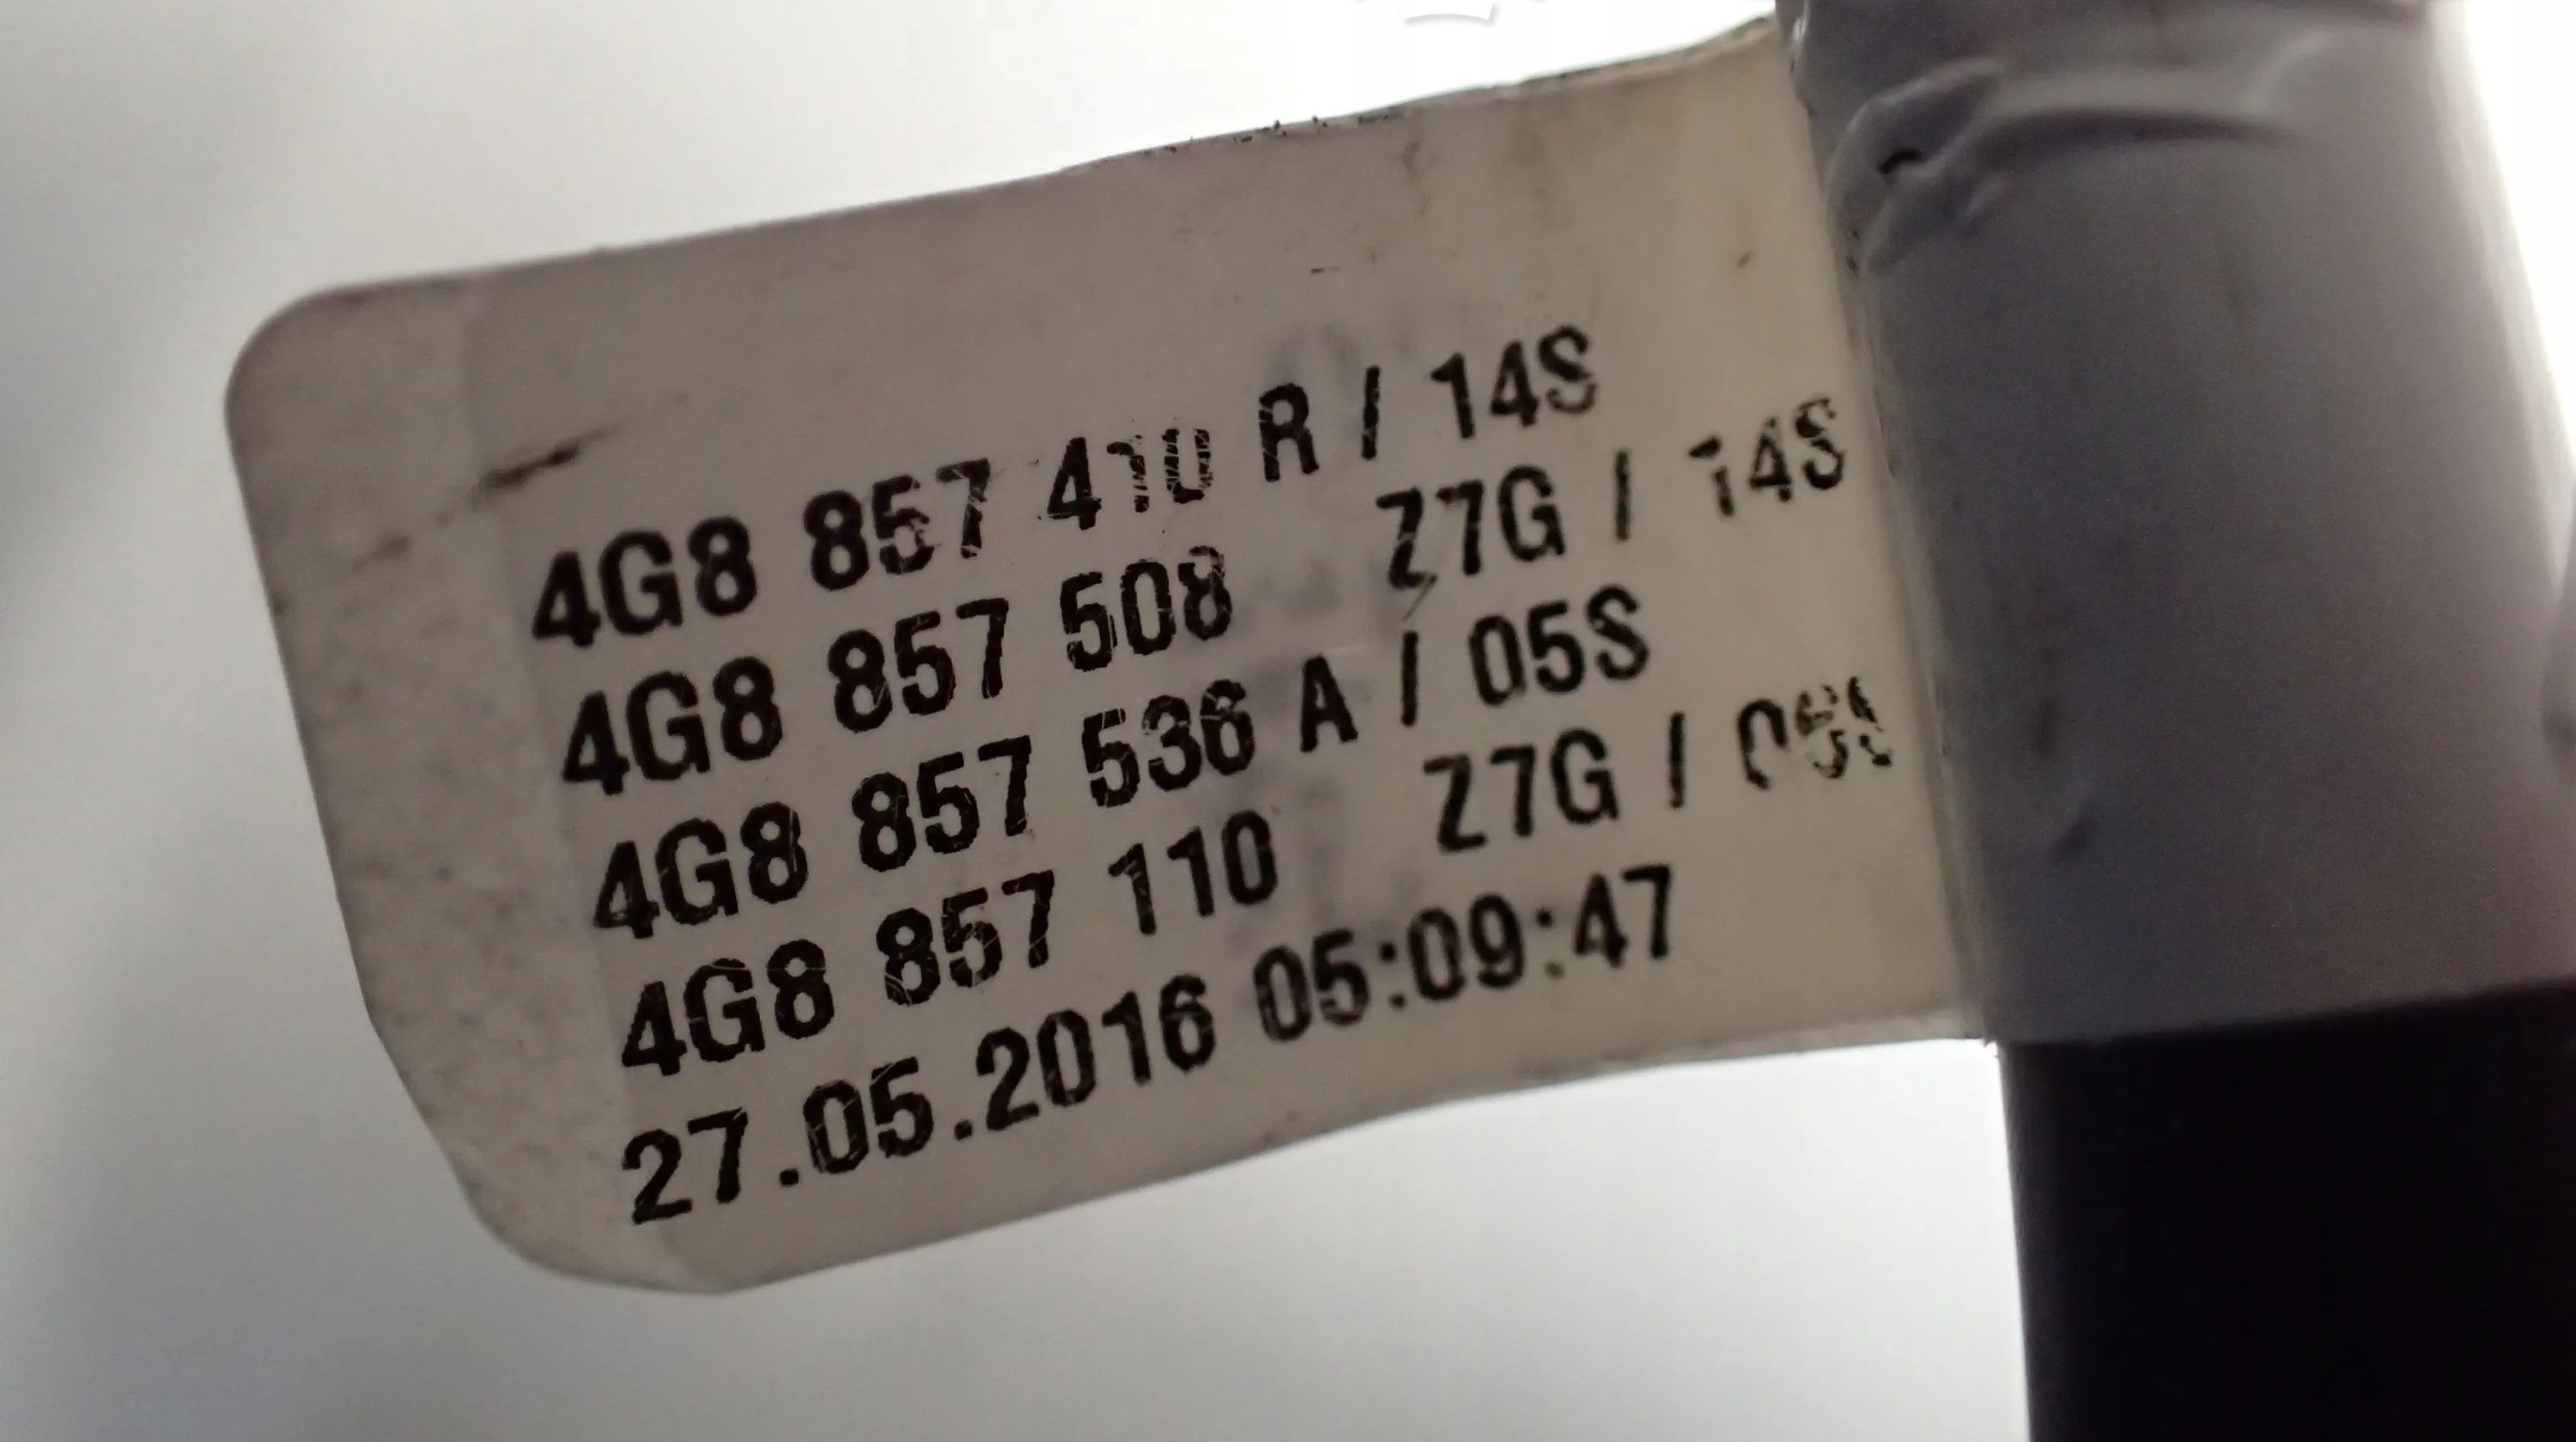 4G8 857 410 R / 14S
4G8 857 508 Z7G / 14S
4G8 857 536 A / 05S
4G8 857 110 Z7G / 05S
27.05.2016 05:09:47